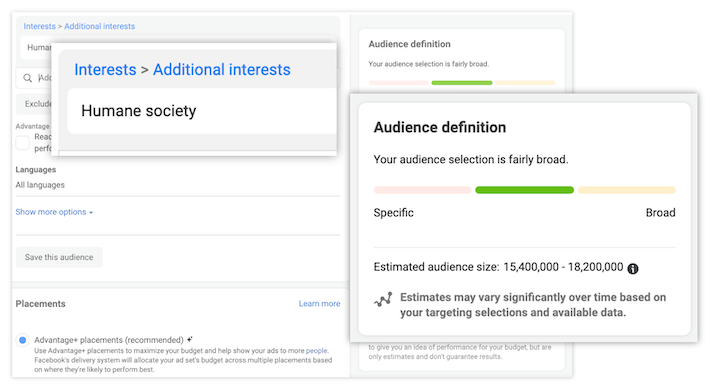 Interests > Additional interests
Human
Interests > Additional interests
Humane society
Exclude
Advantage
Reac
perfo
Languages
All languages
Show more options
Save this audience
Placements
Learn more
Advantage+ placements (recommended)
Use Advantage+ placements to maximize your budget and help show your ads to more people.
Facebook's delivery system will allocate your ad set's budget across multiple placements based
on where they're likely to perform best.
Audience definition
Your audience selection is fairly broad.
Audience definition
Your audience selection is fairly broad.
Specific
Broad
Estimated audience size: 15,400,000 - 18,200,000
Estimates may vary significantly over time based on
your targeting selections and available data.
to give you an idea of performance for your budget, but are
only estimates and don't guarantee results.